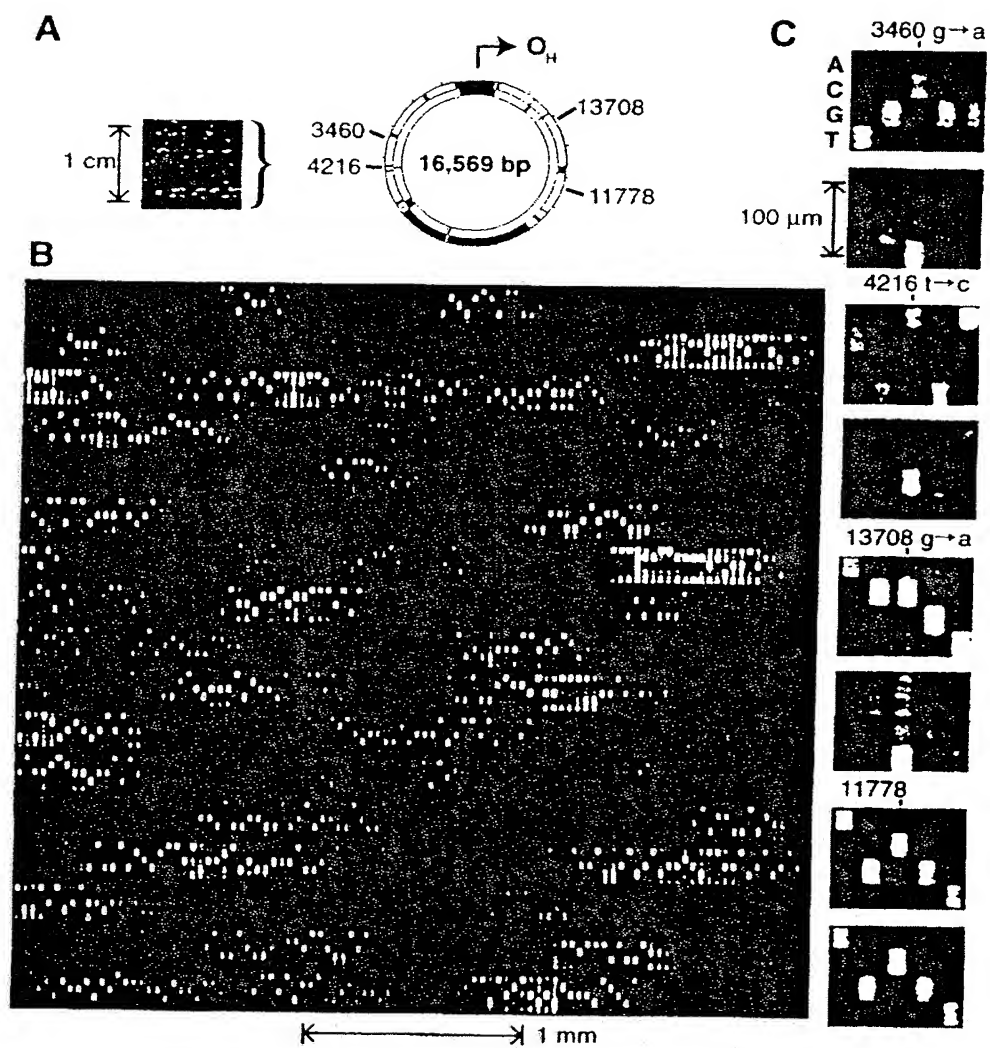 A
O_H
13708
3460
1 cm
4216
16,569 bp
11778
B
1 mm
C
3460 g→a
A
C
G
T
100 μm
4216 t→c
13708 g→a
11778